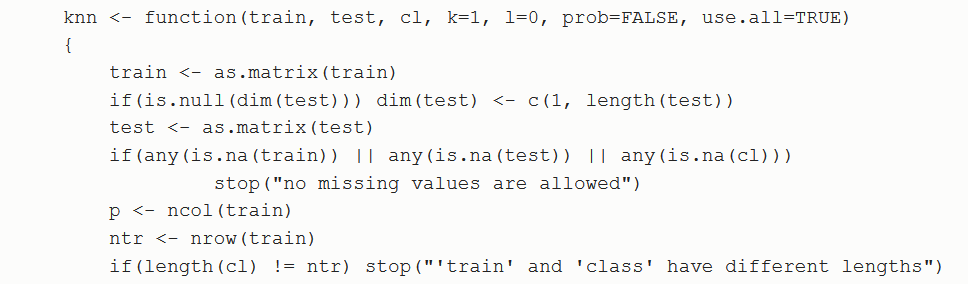 knn <- function(train, test, cl, k=1, l=0, prob=FALSE, use.all=TRUE)
{
    train <- as.matrix(train)
    if(is.null(dim(test))) dim(test) <- c(1, length(test))
    test <- as.matrix(test)
    if(any(is.na(train)) || any(is.na(test)) || any(is.na(cl)))
            stop("no missing values are allowed")
    p <- ncol(train)
    ntr <- nrow(train)
    if(length(cl) != ntr) stop("'train' and 'class' have different lengths")